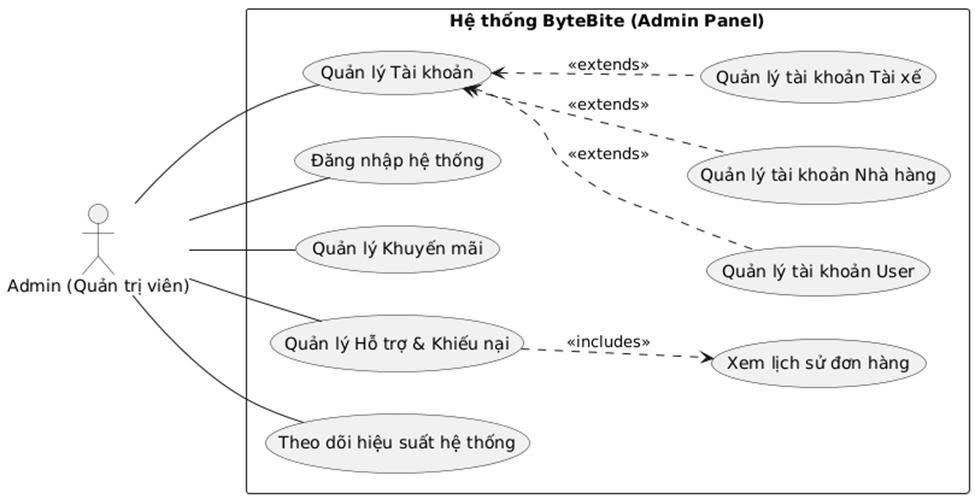 Hệ thống ByteBite (Admin Panel)
Quản lý Tài khoản
«extends»
Quản lý tài khoản Tài xế
«extends»
Đăng nhập hệ thống
«extends»
Quản lý tài khoản Nhà hàng
Quản lý Khuyến mãi
Quản lý tài khoản User
Admin (Quản trị viên)
Quản lý Hỗ trợ & Khiếu nại
«includes»
Xem lịch sử đơn hàng
Theo dõi hiệu suất hệ thống